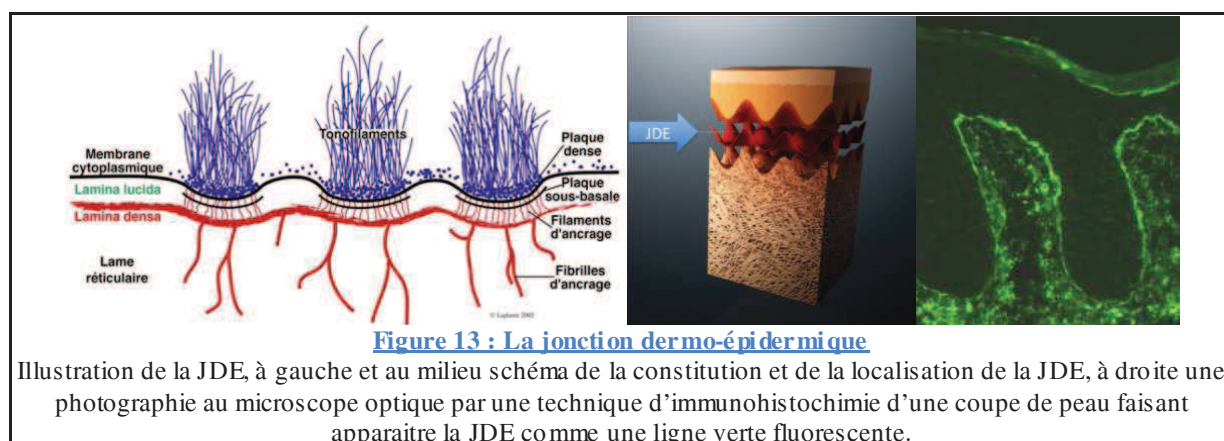 Tonofilaments
Plaque
dense
Membrane
cytoplasmique
Lamina lucida
Plaque
sous-basale
Lamina densa
Filaments
d'ancrage
Lame
réticulaire
Fibrilles
d'ancrage
© Laplante 2002
JDE
Figure 13 : La jonction dermo-épidermique
Illustration de la JDE, à gauche et au milieu schéma de la constitution et de la localisation de la JDE, à droite une
photographie au microscope optique par une technique d’immunohistochimie d’une coupe de peau faisant
apparaitre la JDE comme une ligne verte fluorescente.